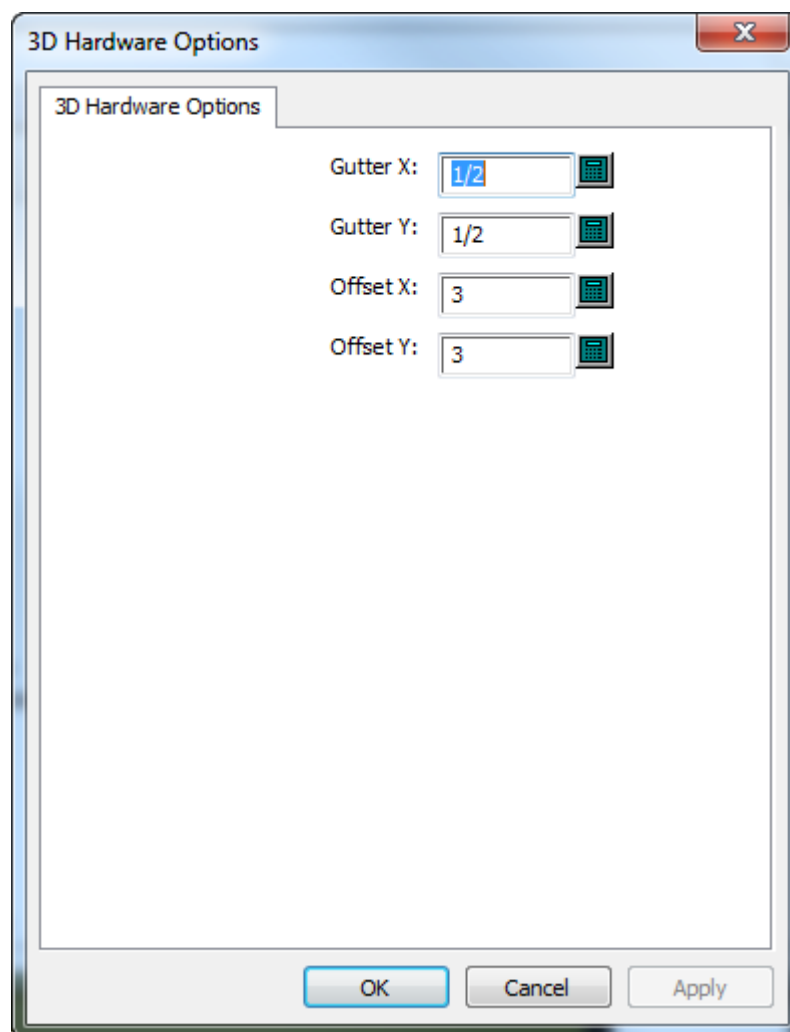 3D Hardware Options
3D Hardware Options
Gutter X: 1/2
Gutter Y: 1/2
Offset X: 3
Offset Y: 3
OK Cancel Apply